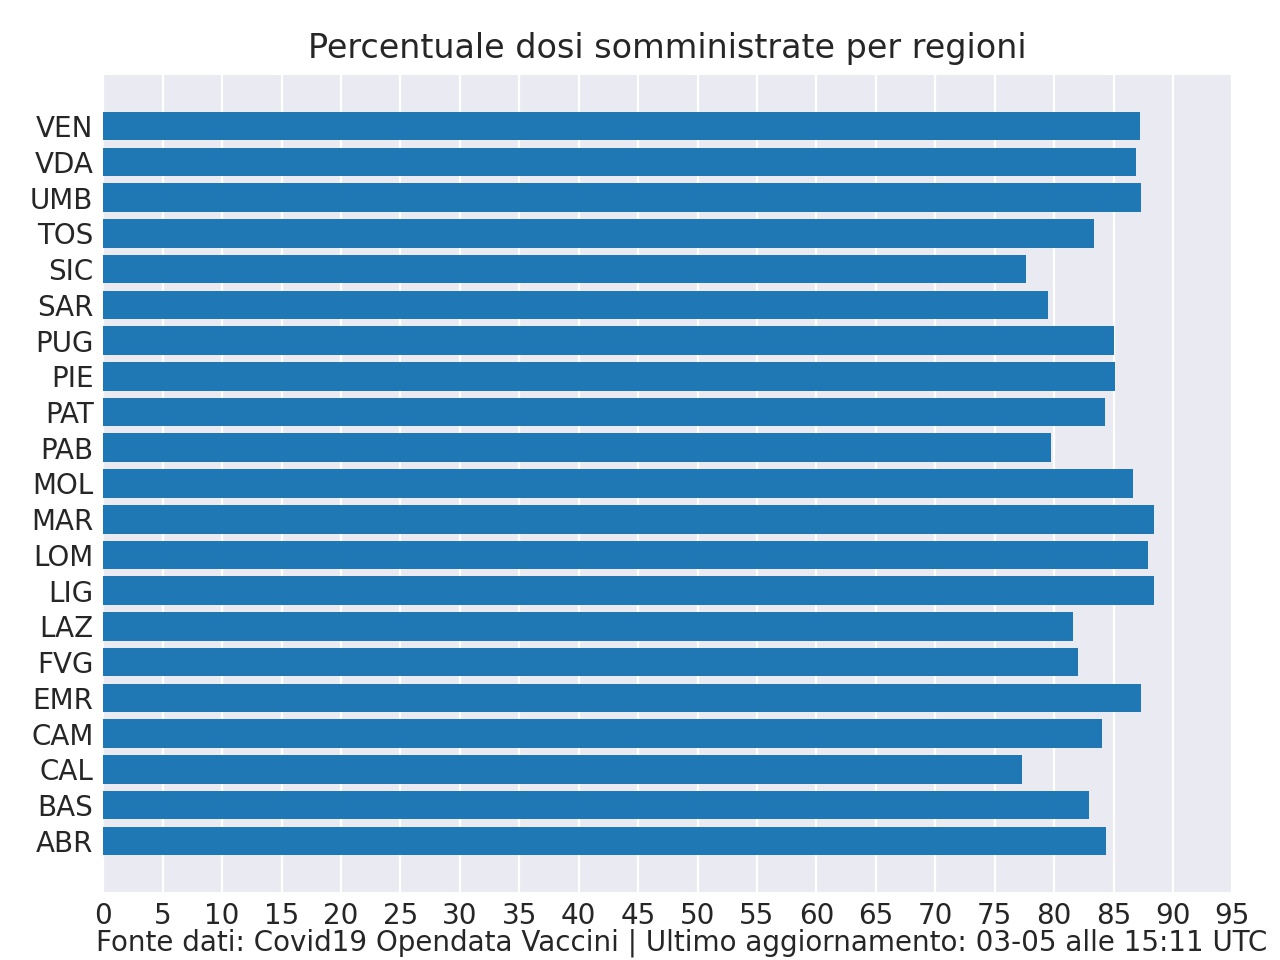 Percentuale dosi somministrate per regioni
VEN
VDA
UMB
TOS
SIC
SAR
PUG
PIE
PAT
PAB
MOL
MAR
LOM
LIG
LAZ
FVG
EMR
CAM
CAL
BAS
ABR
0 5 10 15 20 25 30 35 40 45 50 55 60 65 70 75 80 85 90 95
Fonte dati: Covid19 Opendata Vaccini | Ultimo aggiornamento: 03-05 alle 15:11 UTC